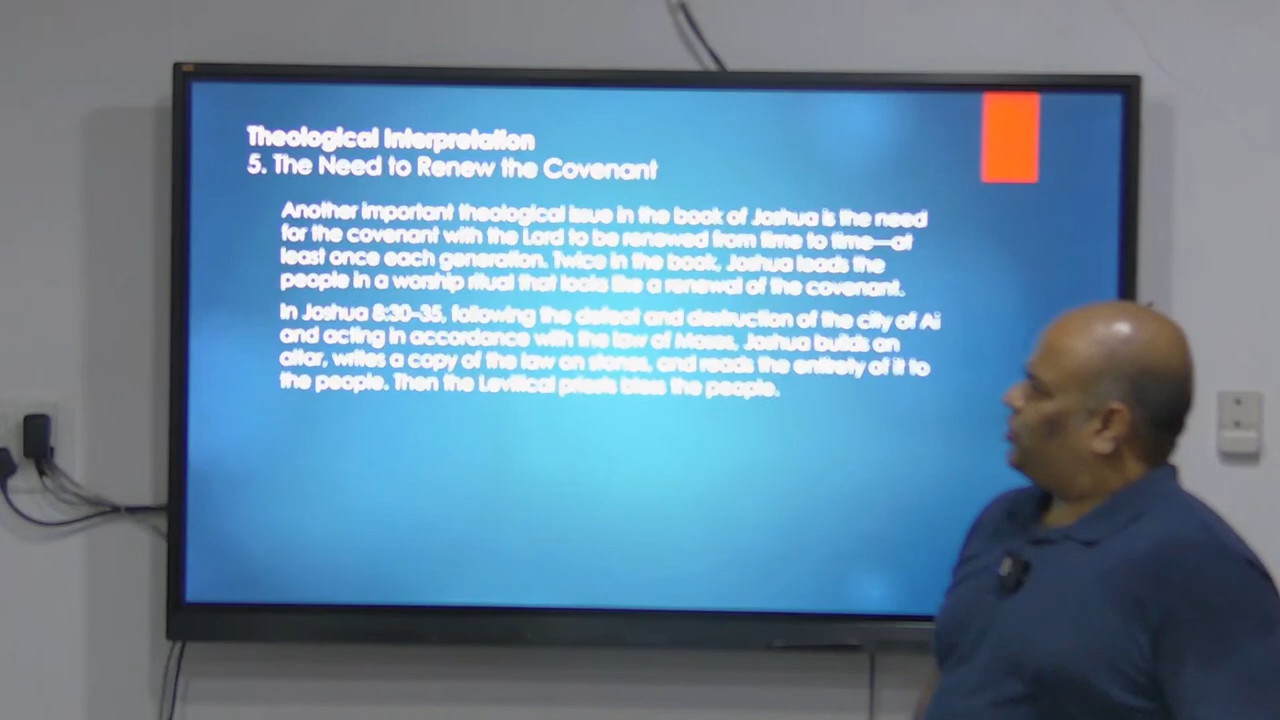 Theological Interpretation
5. The Need to Renew the Covenant
Another important theological issue in the book of Joshua is the need
for the covenant with the Lord to be renewed from time to time—at
least once each generation. Twice in the book, Joshua leads the
people in a worship ritual that looks like a renewal of the covenant.
In Joshua 8:30-35, following the defeat and destruction of the city of Ai
and acting in accordance with the law of Moses, Joshua builds an
altar, writes a copy of the law on stones, and reads the entirety of it to
the people. Then the Levitical priests bless the people.